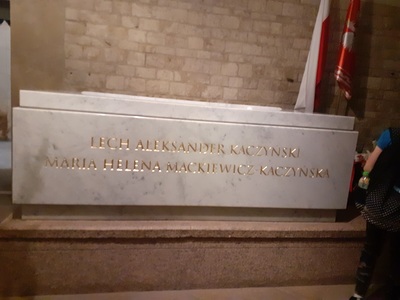 LECH ALEKSANDER KACZYŃSKI
MARIA HELENA MACKIEWICZ-KACZYŃSKA